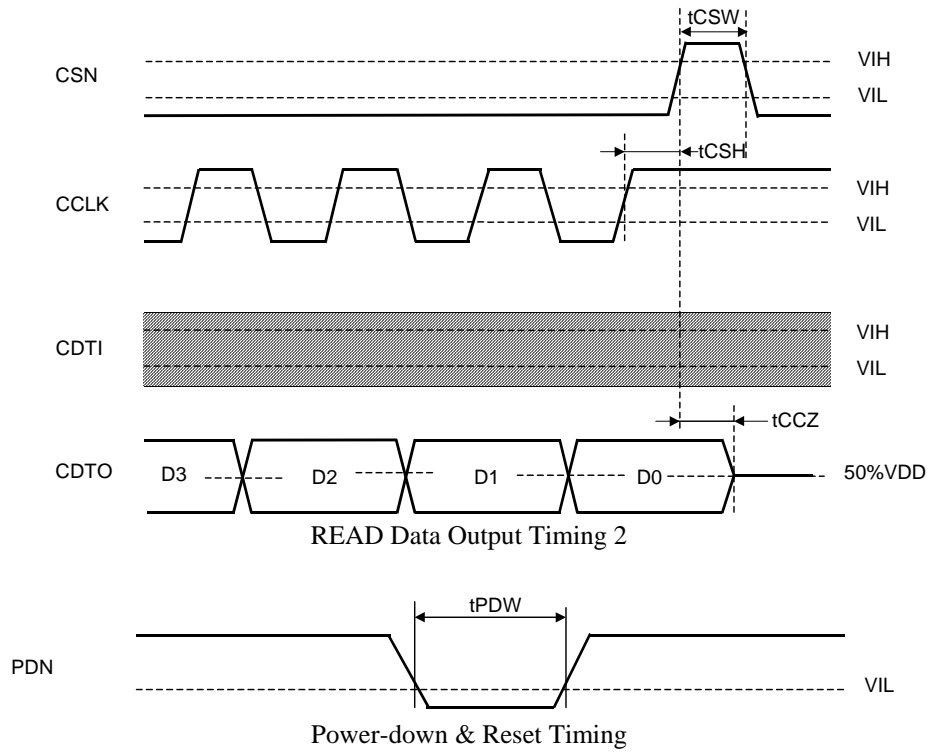 tCSW
CSN
VIH
VIL
tCSH
CCLK
VIH
VIL
CDTI
VIH
VIL
tCCZ
CDTO
D3
D2
D1
D0
50%VDD
READ Data Output Timing 2
tPDW
PDN
VIL
Power-down & Reset Timing